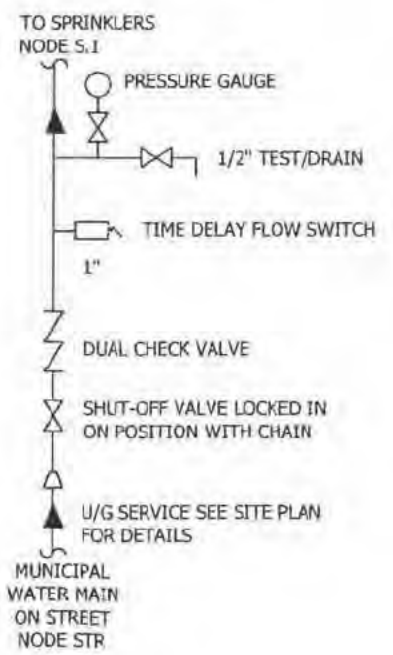 TO SPRINKLERS
NODE S.1
PRESSURE GAUGE
1/2" TEST/DRAIN
TIME DELAY FLOW SWITCH
1"
DUAL CHECK VALVE
SHUT-OFF VALVE LOCKED IN
ON POSITION WITH CHAIN
U/G SERVICE SEE SITE PLAN
FOR DETAILS
MUNICIPAL
WATER MAIN
ON STREET
NODE STR